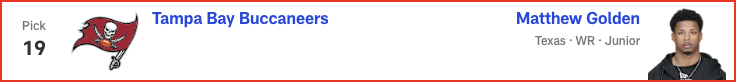 Pick
19
Tampa Bay Buccaneers
Matthew Golden
Texas · WR · Junior